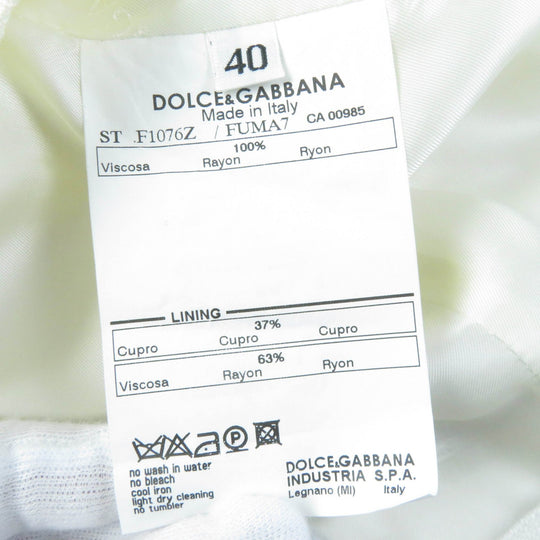 40
DOLCE&GABBANA
Made in Italy
CA 00985
ST .F1076Z / FUMA7
100%
Viscosa Rayon Ryon
LINING
37%
Cupro Cupro Cupro
63%
Viscosa Rayon Ryon
P
no wash in water
no bleach
cool iron
light dry cleaning
no tumbler
DOLCE&GABBANA
INDUSTRIA S.P.A.
Legnano (MI) Italy